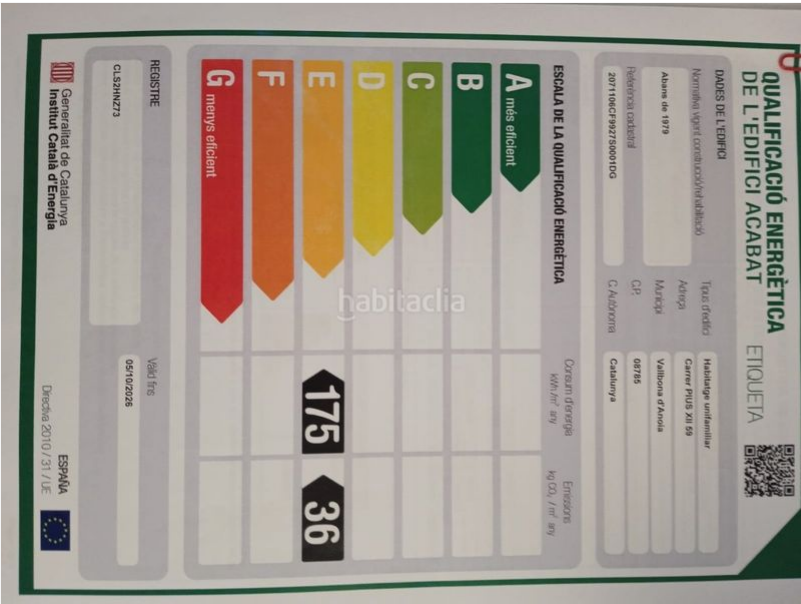 QUALIFICACIÓ ENERGÈTICA
DE L'EDIFICI ACABAT
ETIQUETA
DADES DE L'EDIFICI
Normativa vigent construcció/rehabilitació
Abans de 1979
Referència cadastral
2071106CF9927S0001DG
Tipus d'edifici
Habitatge unifamiliar
Adreça
Carrer PIUS XII 59
Municipi
Vallbona d'Anoia
C.P.
08785
C.Autònoma
Catalunya
ESCALA DE LA QUALIFICACIÓ ENERGÈTICA
Consum d'energia
kWh /m² any
Emissions
kg CO₂ / m² any
A més eficient
B
C
D
E
175
36
F
G menys eficient
habitaclia
REGISTRE
CLS2HNZ73
Vàlid fins
05/10/2026
Generalitat de Catalunya
Institut Català d'Energia
ESPAÑA
Directiva 2010 / 31 / UE